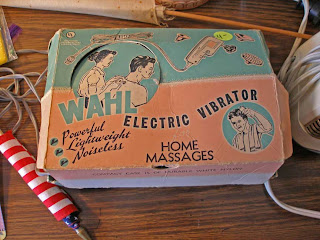 WAHL
ELECTRIC VIBRATOR
Powerful
Lightweight
Noiseless
HOME
MASSAGES